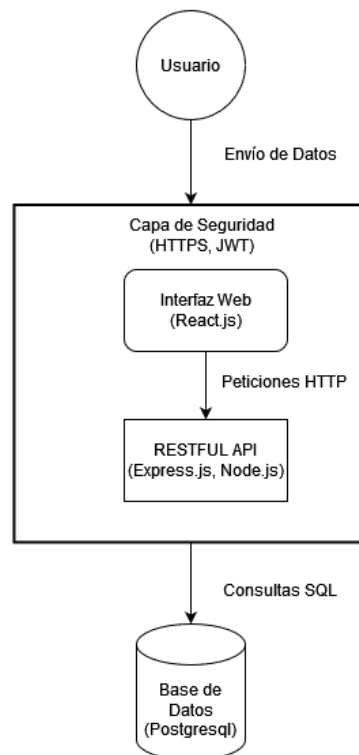 Usuario
Envío de Datos
Capa de Seguridad
(HTTPS, JWT)
Interfaz Web
(React.js)
Peticiones HTTP
RESTFUL API
(Express.js, Node.js)
Consultas SQL
Base de
Datos
(Postgresql)